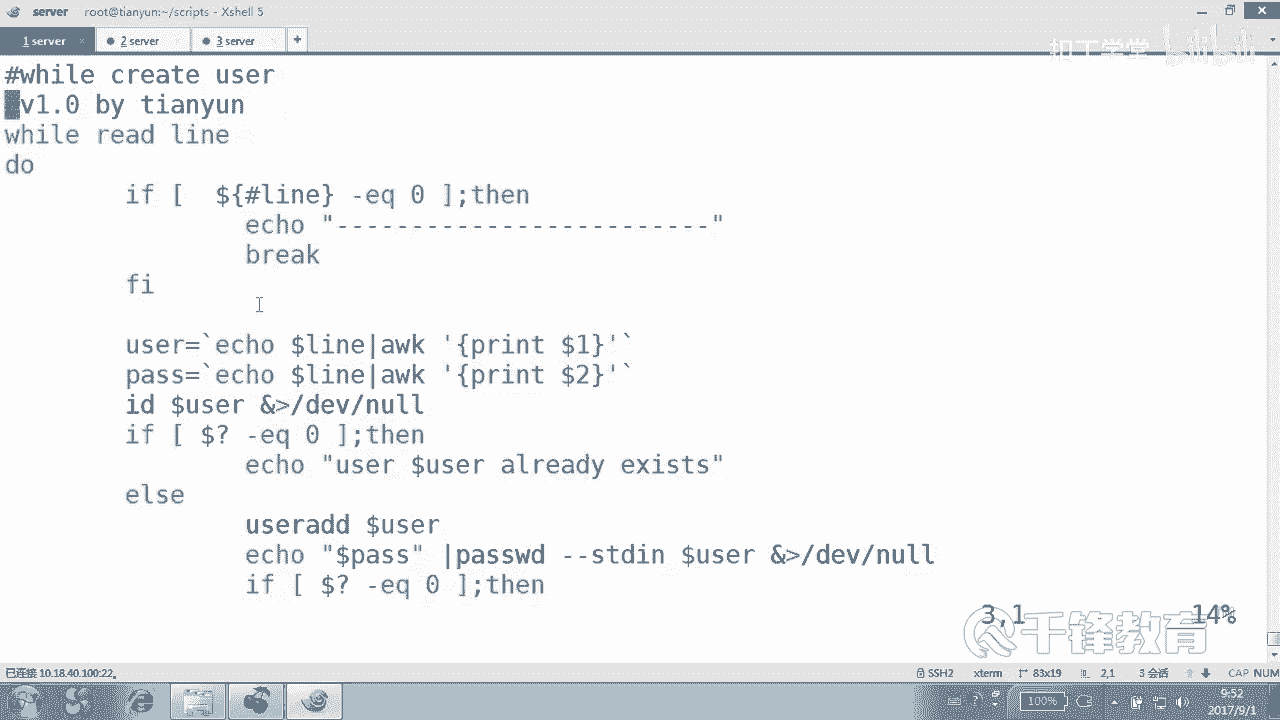 server root@tianyun:~/scripts - Xshell 5
1 server 2 server 3 server +
扣丁学堂 bilibili
#while create user
v1.0 by tianyun
while read line
do
if [  ${#line} -eq 0 ];then
echo "-------------------------"
break
fi
user=`echo $line|awk '{print $1}'`
pass=`echo $line|awk '{print $2}'`
id $user &>/dev/null
if [ $? -eq 0 ];then
echo "user $user already exists"
else
useradd $user
echo "$pass" |passwd --stdin $user &>/dev/null
if [ $? -eq 0 ];then
3,1 14%
千锋教育
已连接 10.18.40.100:22。 SSH2 xterm 83x19 2,1 3 会话 CAP NUM
100% 9:52
2017/9/1